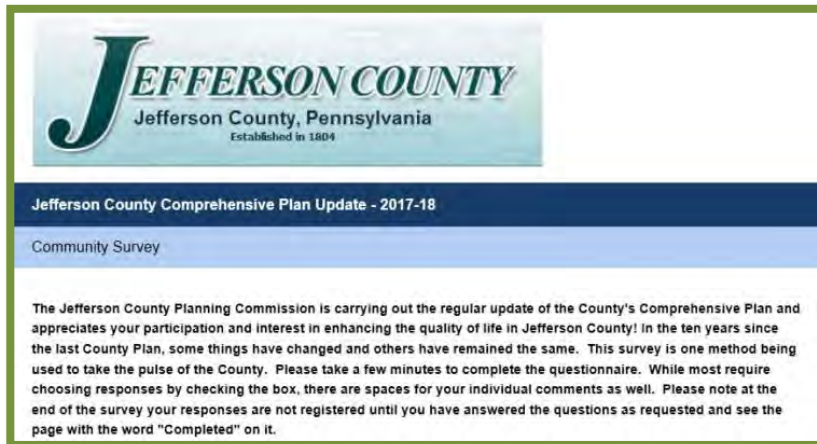 JEFFERSON COUNTY
Jefferson County, Pennsylvania
Established in 1804
Jefferson County Comprehensive Plan Update - 2017-18
Community Survey
The Jefferson County Planning Commission is carrying out the regular update of the County's Comprehensive Plan and
appreciates your participation and interest in enhancing the quality of life in Jefferson County! In the ten years since
the last County Plan, some things have changed and others have remained the same. This survey is one method being
used to take the pulse of the County. Please take a few minutes to complete the questionnaire. While most require
choosing responses by checking the box, there are spaces for your individual comments as well. Please note at the
end of the survey your responses are not registered until you have answered the questions as requested and see the
page with the word "Completed" on it.